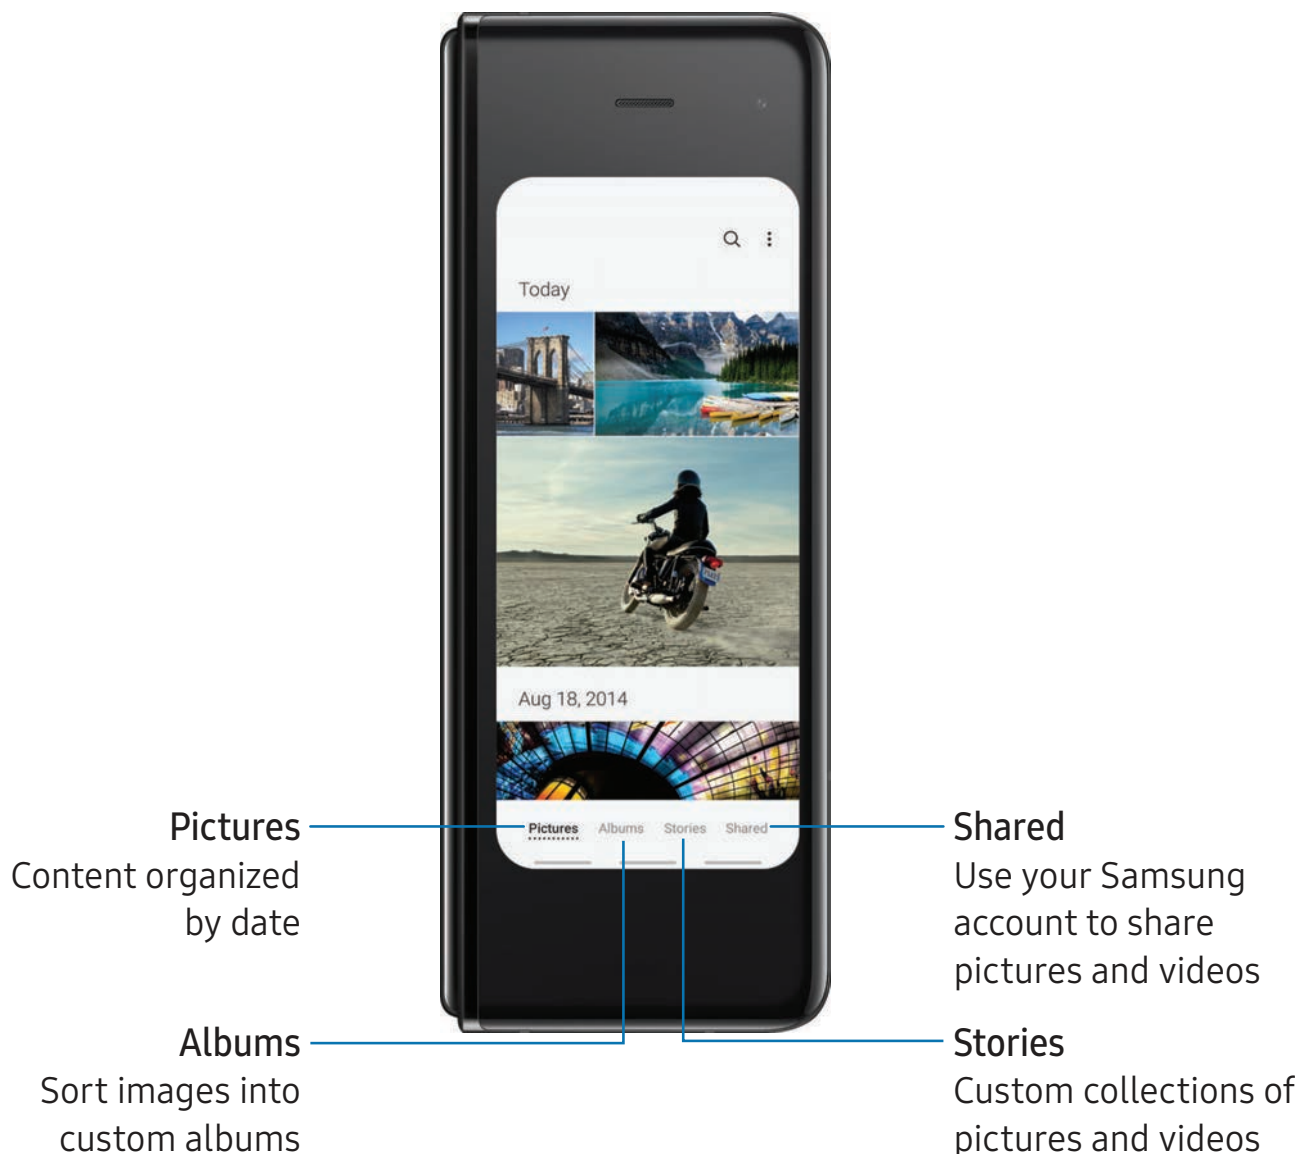 Today
Aug 18, 2014
Pictures Albums Stories Shared
Pictures
Content organized
by date
Albums
Sort images into
custom albums
Shared
Use your Samsung
account to share
pictures and videos
Stories
Custom collections of
pictures and videos